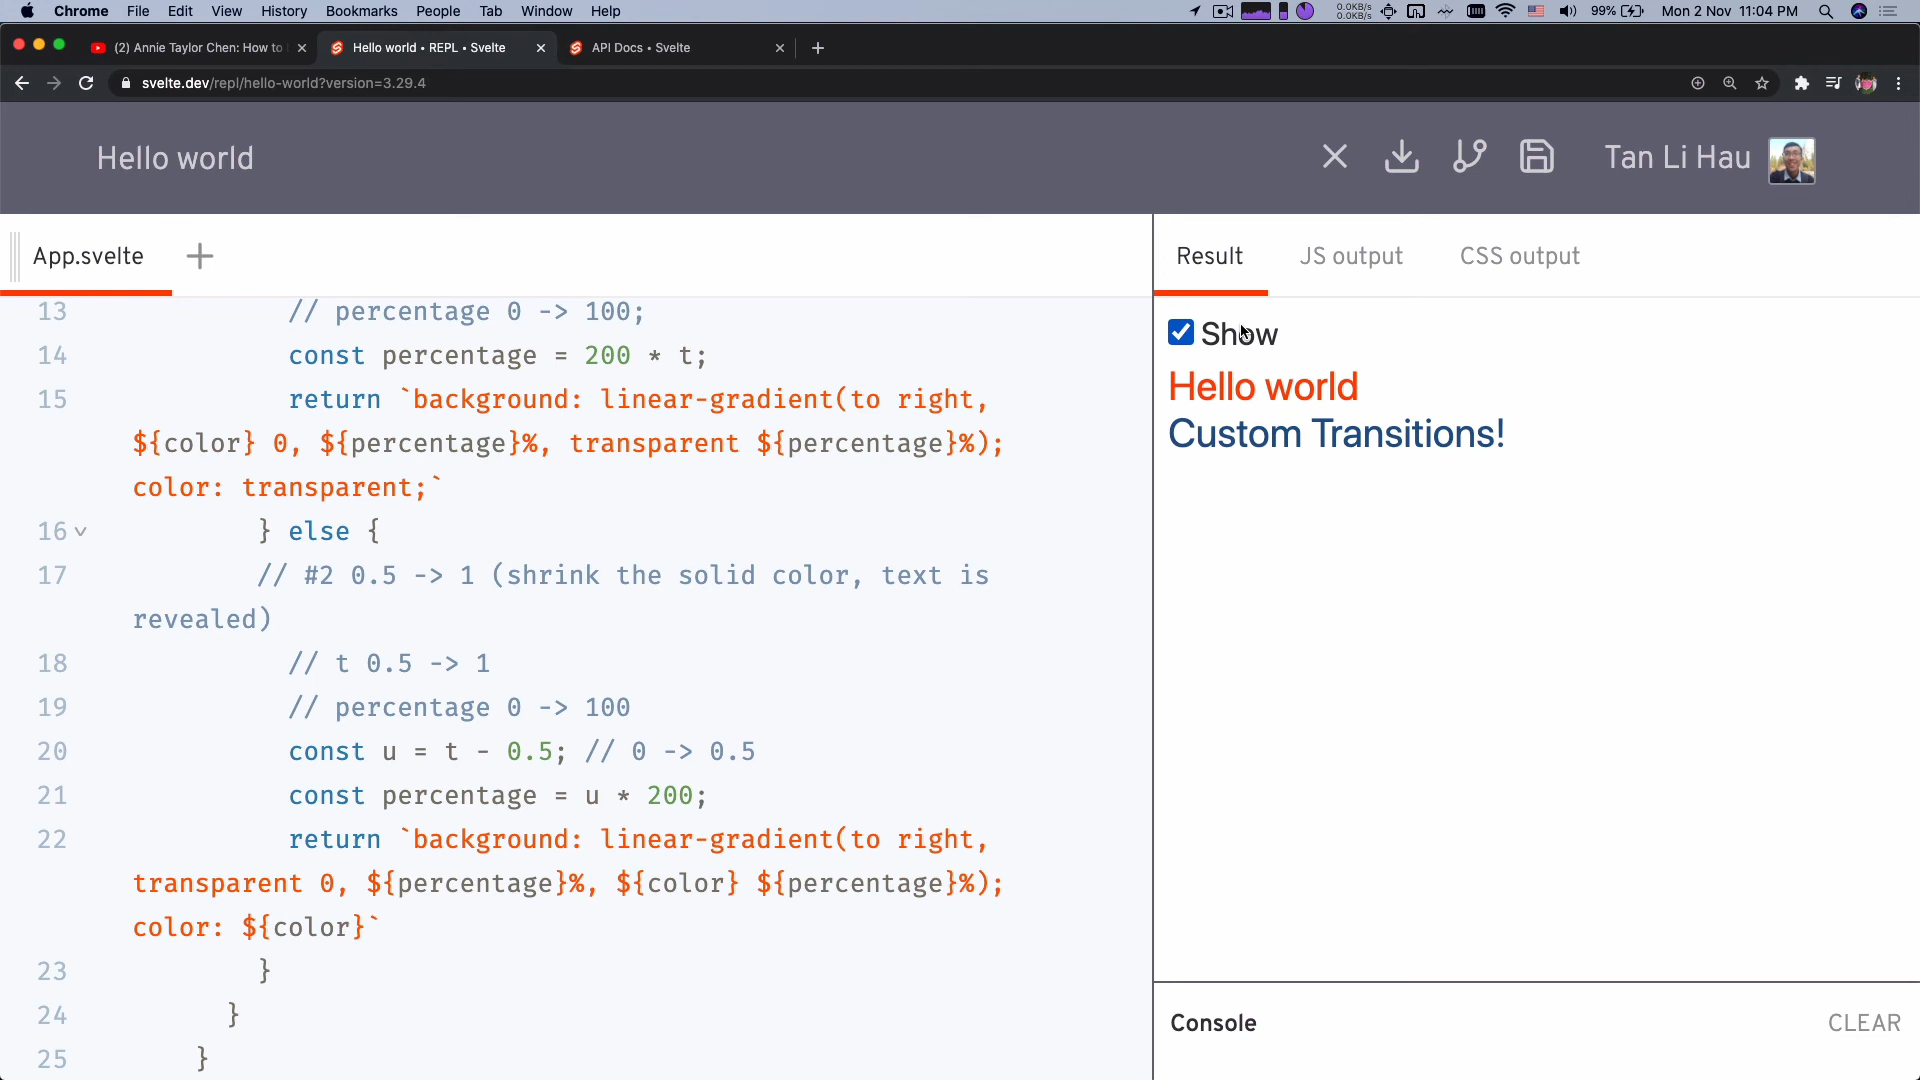 Chrome File Edit View History Bookmarks People Tab Window Help
0.0KB/s
0.0KB/s
99%
Mon 2 Nov 11:04 PM
(2) Annie Taylor Chen: How to
Hello world • REPL • Svelte
API Docs • Svelte
svelte.dev/repl/hello-world?version=3.29.4
Hello world
Tan Li Hau
App.svelte
Result JS output CSS output
13 // percentage 0 -> 100;
14 const percentage = 200 * t;
15 return `background: linear-gradient(to right,
${color} 0, ${percentage}%, transparent ${percentage}%);
color: transparent;`
16 } else {
17 // #2 0.5 -> 1 (shrink the solid color, text is
revealed)
18 // t 0.5 -> 1
19 // percentage 0 -> 100
20 const u = t - 0.5; // 0 -> 0.5
21 const percentage = u * 200;
22 return `background: linear-gradient(to right,
transparent 0, ${percentage}%, ${color} ${percentage}%);
color: ${color}`
23 }
24 }
25 }
Show
Hello world
Custom Transitions!
Console
CLEAR